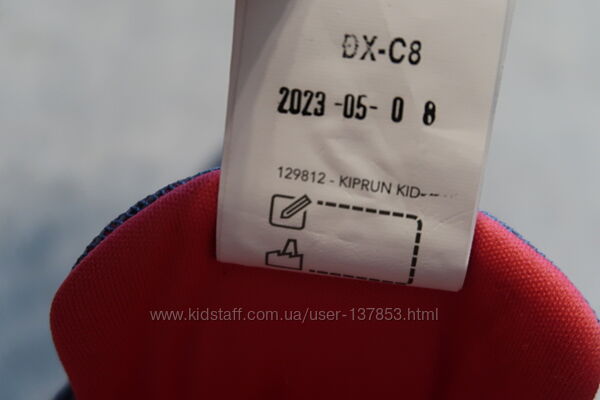 DX-C8
2023 -05- 0 8
129812 - KIPRUN KID
www.kidstaff.com.ua/user-137853.html